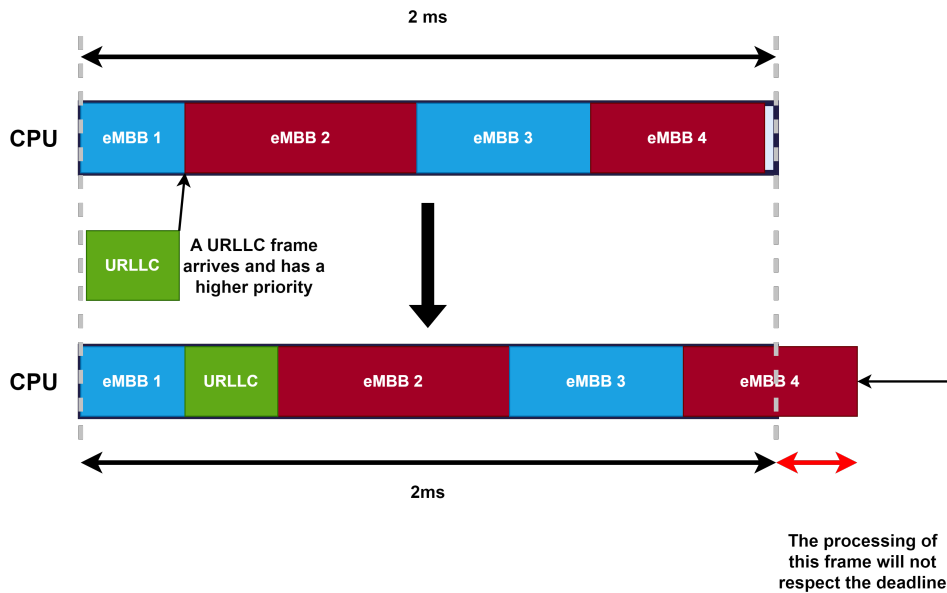 2 ms
CPU
eMBB 1
eMBB 2
eMBB 3
eMBB 4
URLLC
A URLLC frame
arrives and has a
higher priority
CPU
eMBB 1
URLLC
eMBB 2
eMBB 3
eMBB 4
2ms
The processing of
this frame will not
respect the deadline